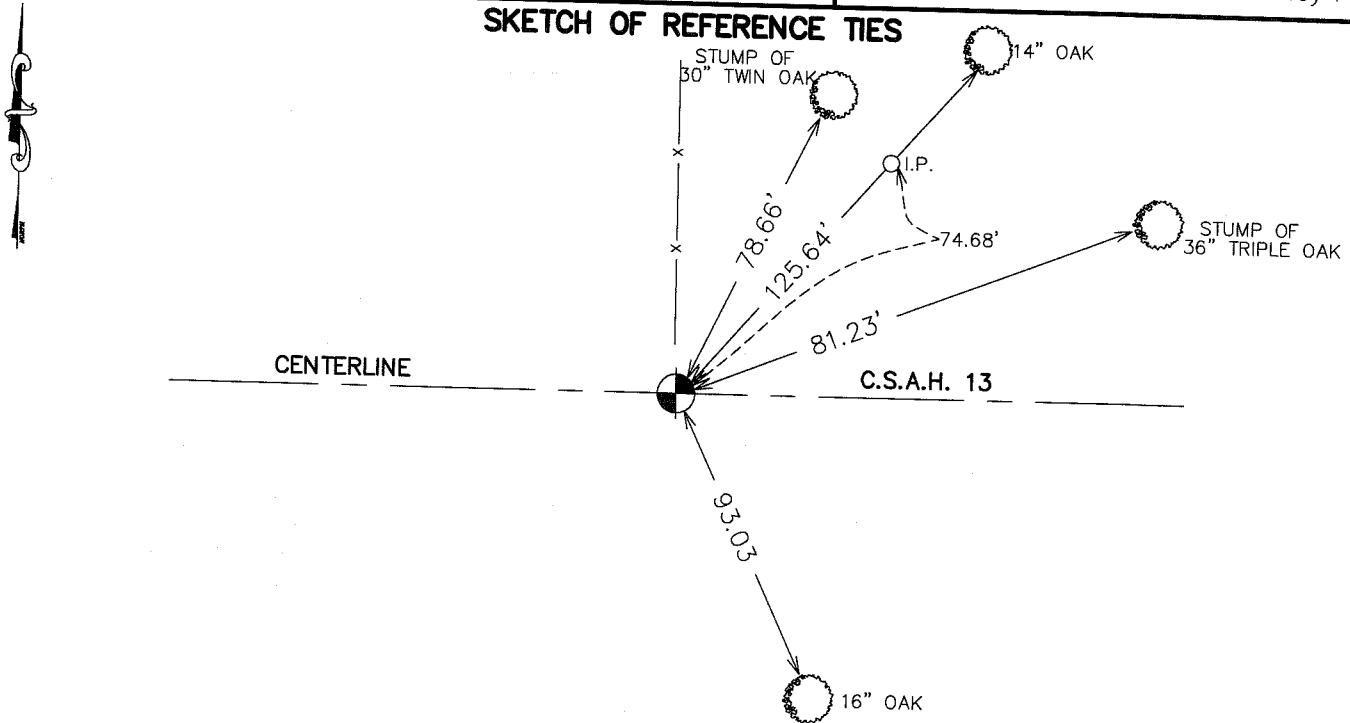 SKETCH OF REFERENCE TIES
STUMP OF
30" TWIN OAK
14" OAK
I.P.
78.66'
125.64'
74.68'
STUMP OF
36" TRIPLE OAK
81.23'
CENTERLINE
C.S.A.H. 13
93.03
16" OAK
NORTH